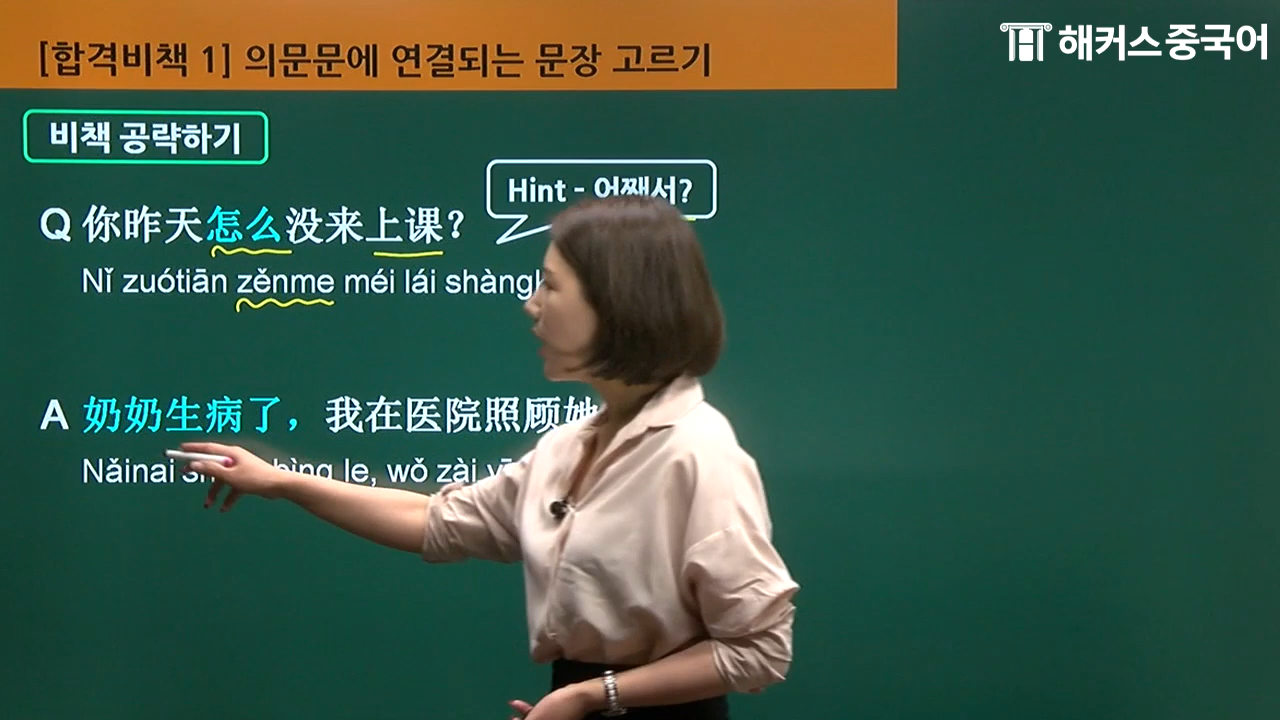 [합격비책 1] 의문문에 연결되는 문장 고르기
해커스중국어
비책 공략하기
Hint - 어째서?
Q 你昨天怎么没来上课?
Nǐ zuótiān zěnme méi lái
A 奶奶生病了，我在医院照顾她
Nǎinai bìng le, wǒ zài